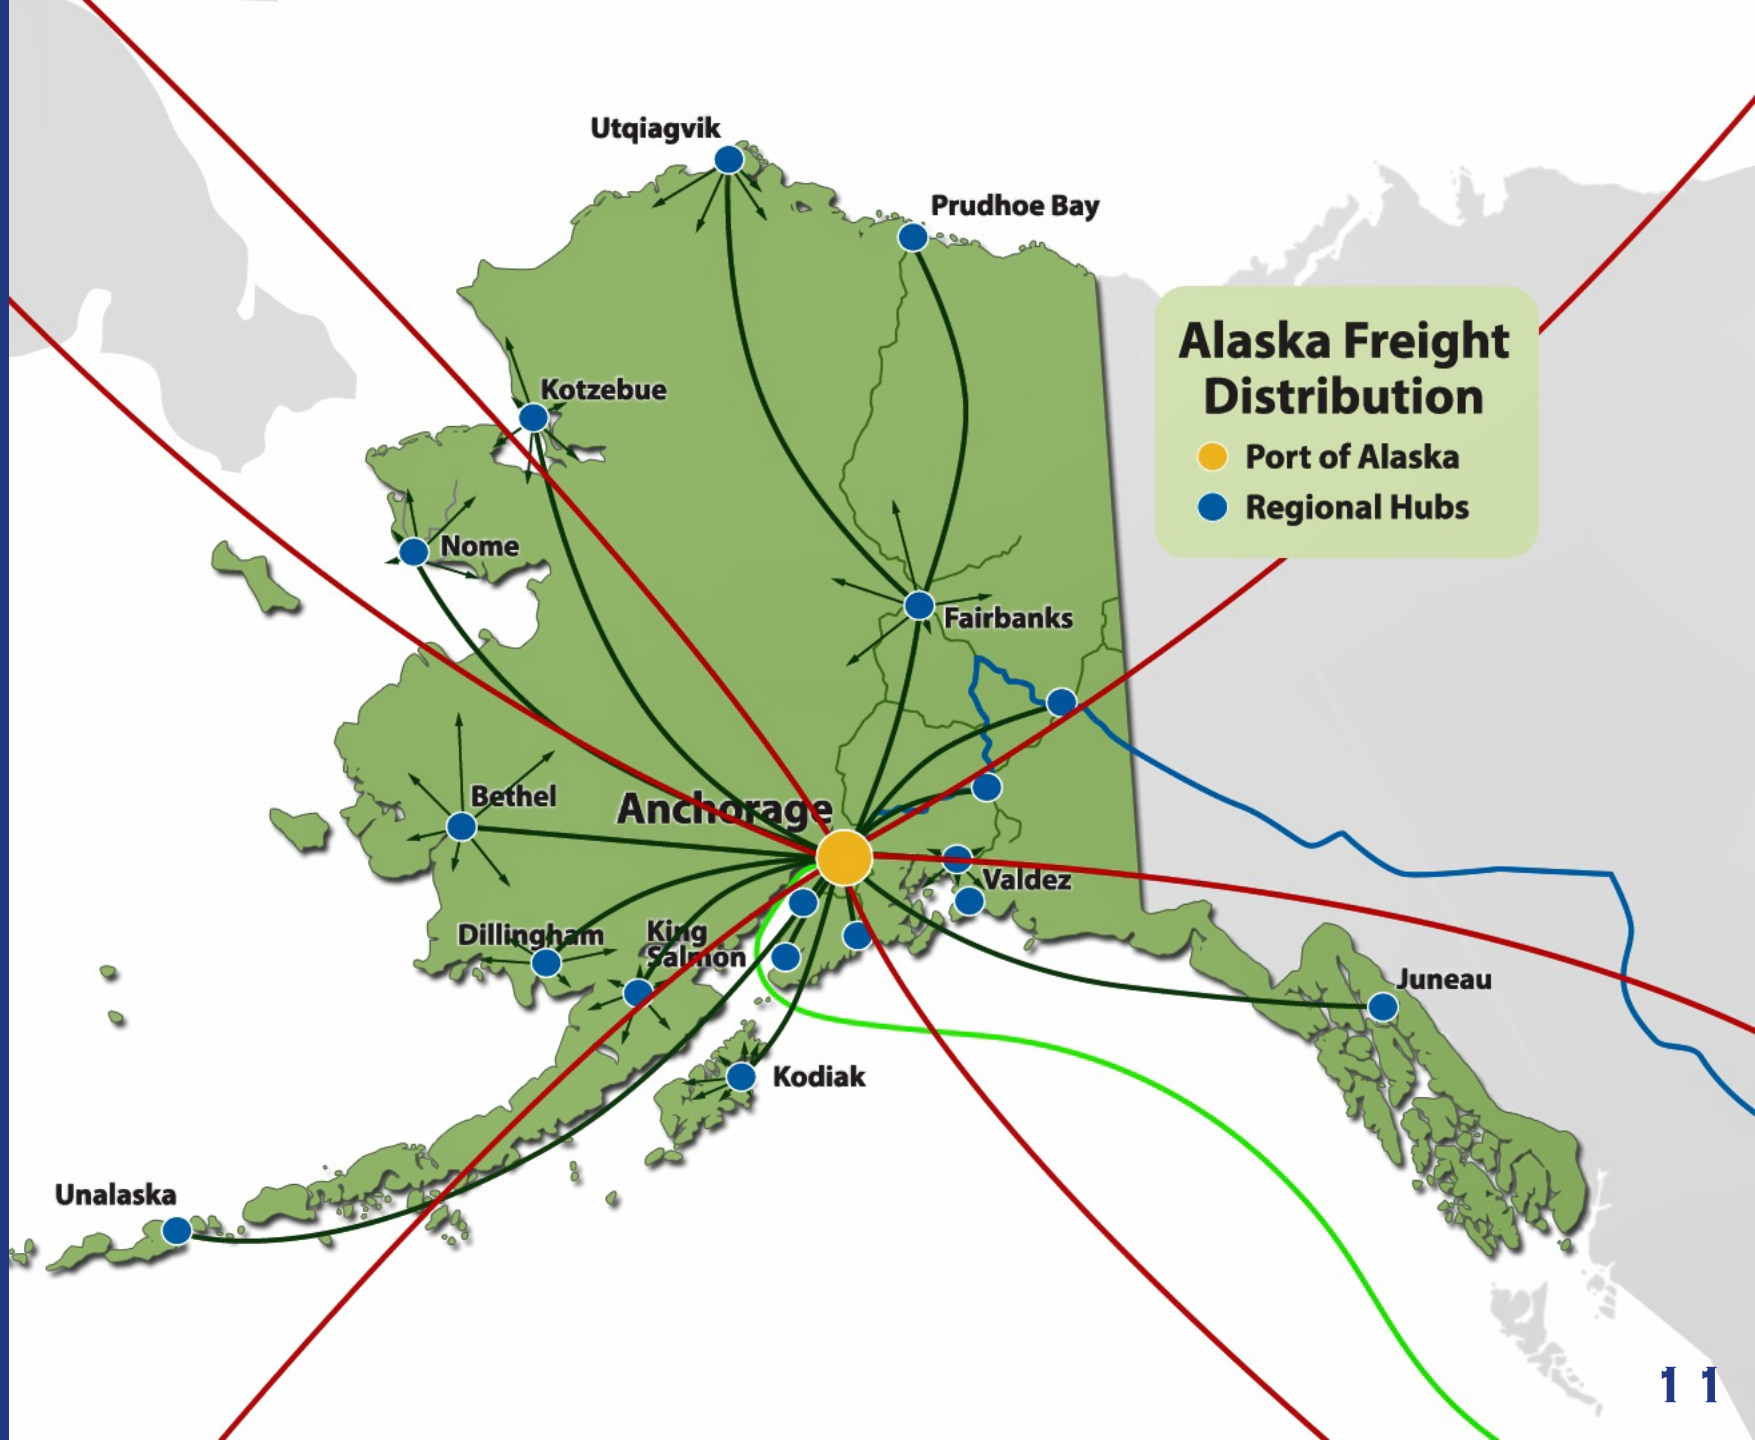 Utqiagvik
Prudhoe Bay
Alaska Freight
Distribution
Port of Alaska
Regional Hubs
Kotzebue
Nome
Fairbanks
Bethel
Anchorage
Valdez
Dillingham
King
Salmon
Juneau
Kodiak
Unalaska
11